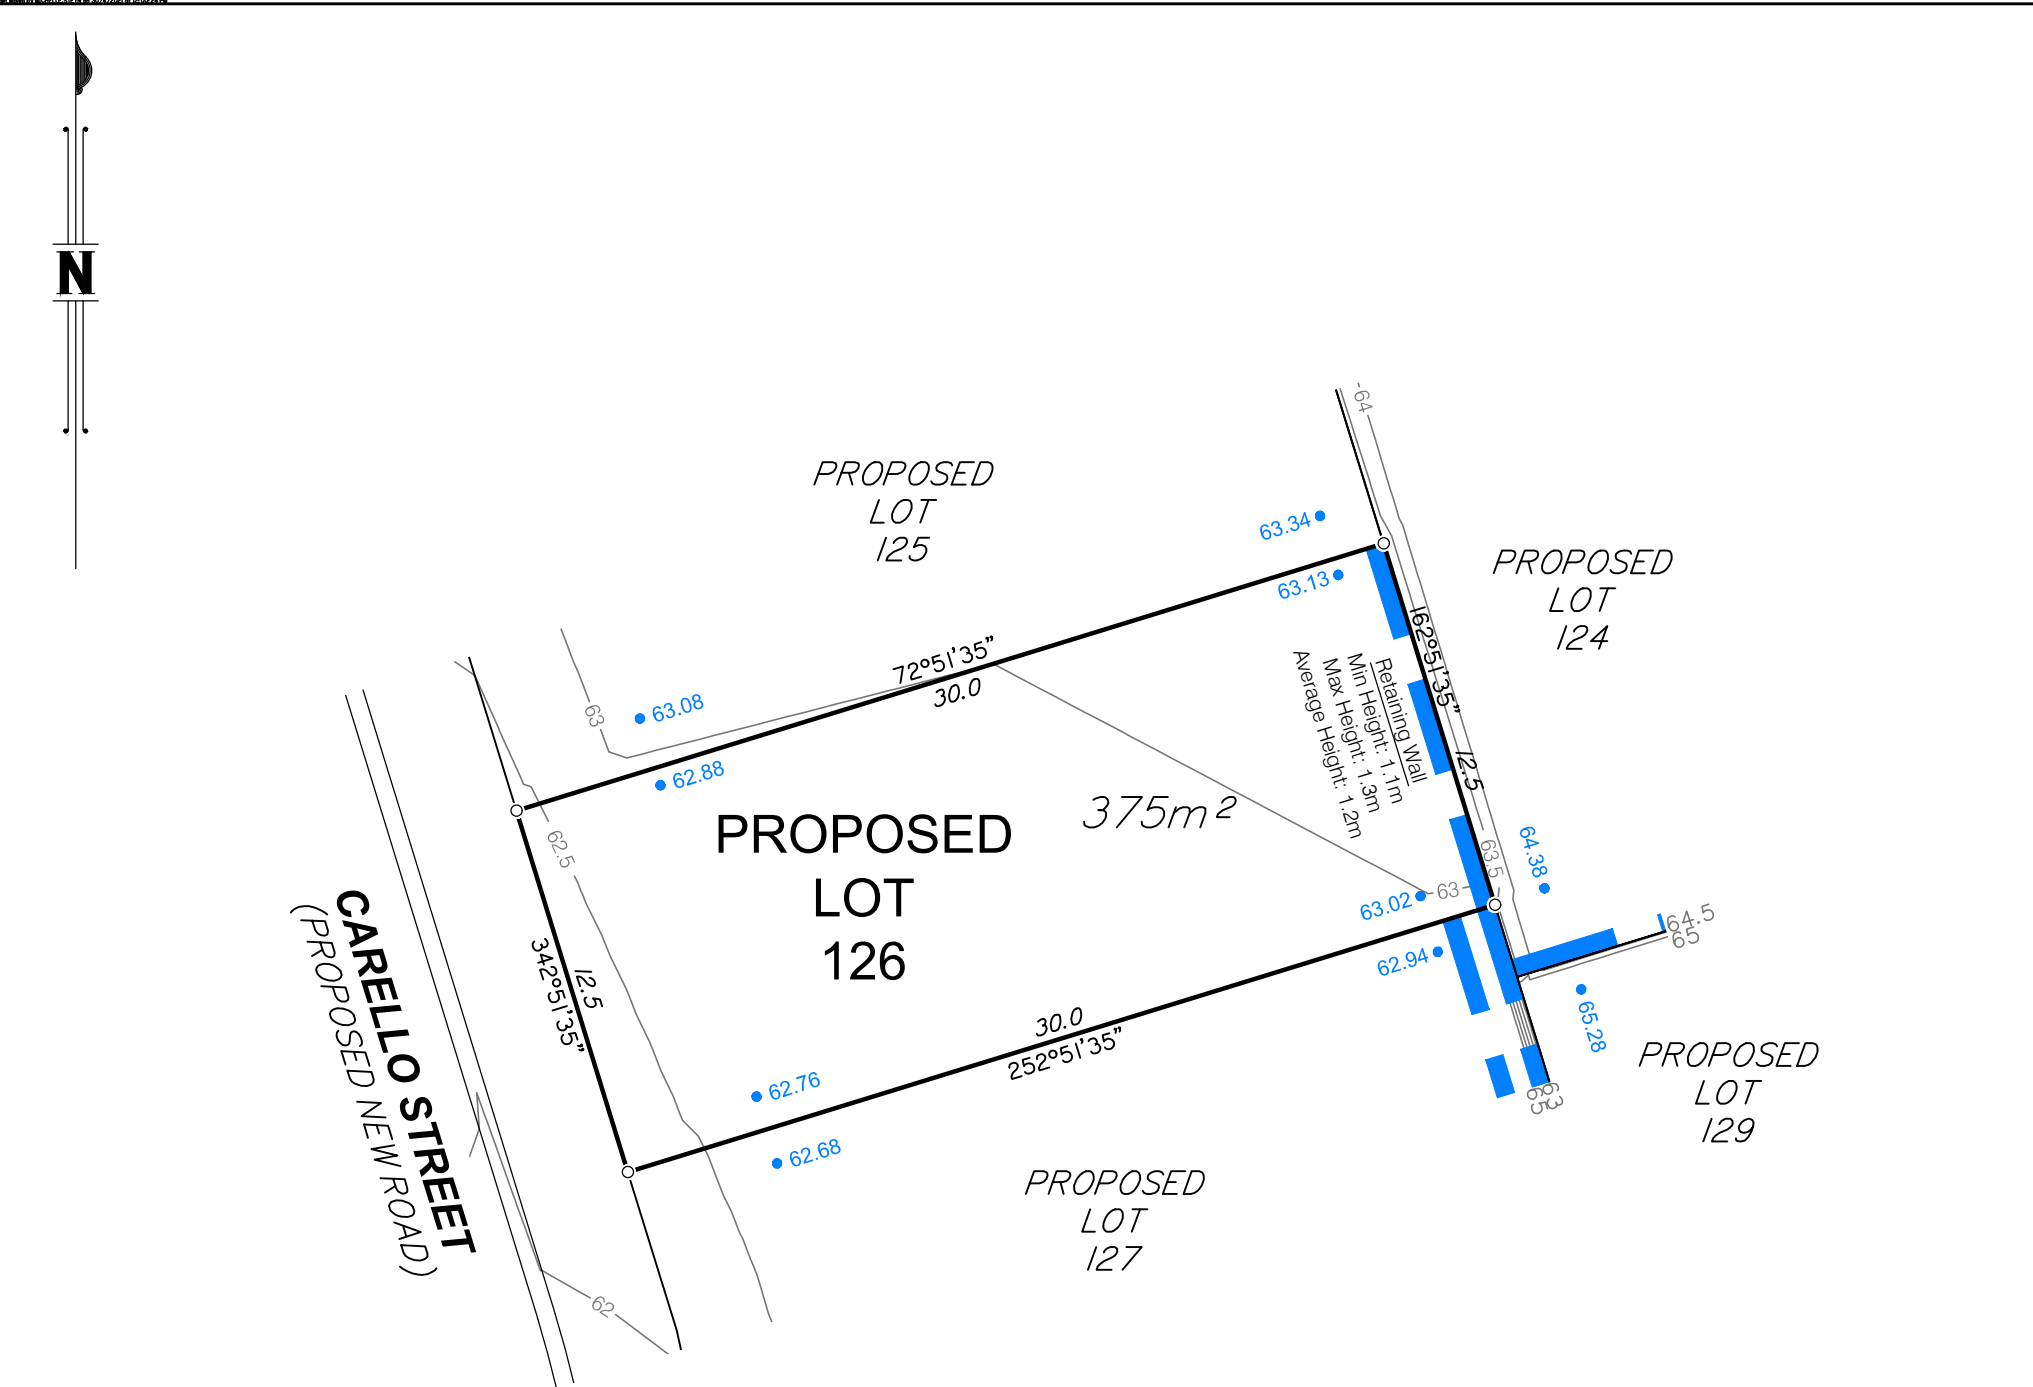 N
-64
PROPOSED
LOT
125
63.34
63.13
PROPOSED
LOT
124
162°51'35"
12.5
72°51'35"
30.0
63
63.08
62.88
Retaining Wall
Min Height: 1.1m
Max Height: 1.3m
Average Height: 1.2m
375m²
PROPOSED
LOT
126
62.5
63.5
64.38
63
63.02
62.94
64.5
65
65.28
CARELLO STREET
(PROPOSED NEW ROAD)
342°51'35"
12.5
30.0
252°51'35"
62.76
62.68
PROPOSED
LOT
129
63
65
PROPOSED
LOT
127
62